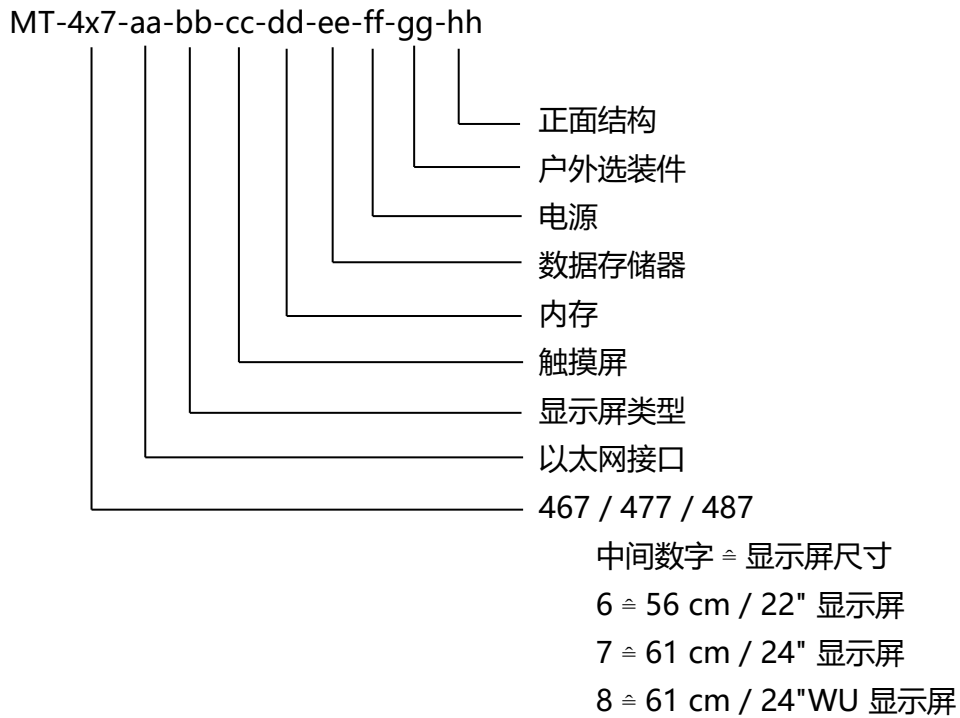 MT-4x7-aa-bb-cc-dd-ee-ff-gg-hh
正面结构
户外选装件
电源
数据存储器
内存
触摸屏
显示屏类型
以太网接口
467 / 477 / 487
中间数字 ≙ 显示屏尺寸
6 ≙ 56 cm / 22" 显示屏
7 ≙ 61 cm / 24" 显示屏
8 ≙ 61 cm / 24"WU 显示屏